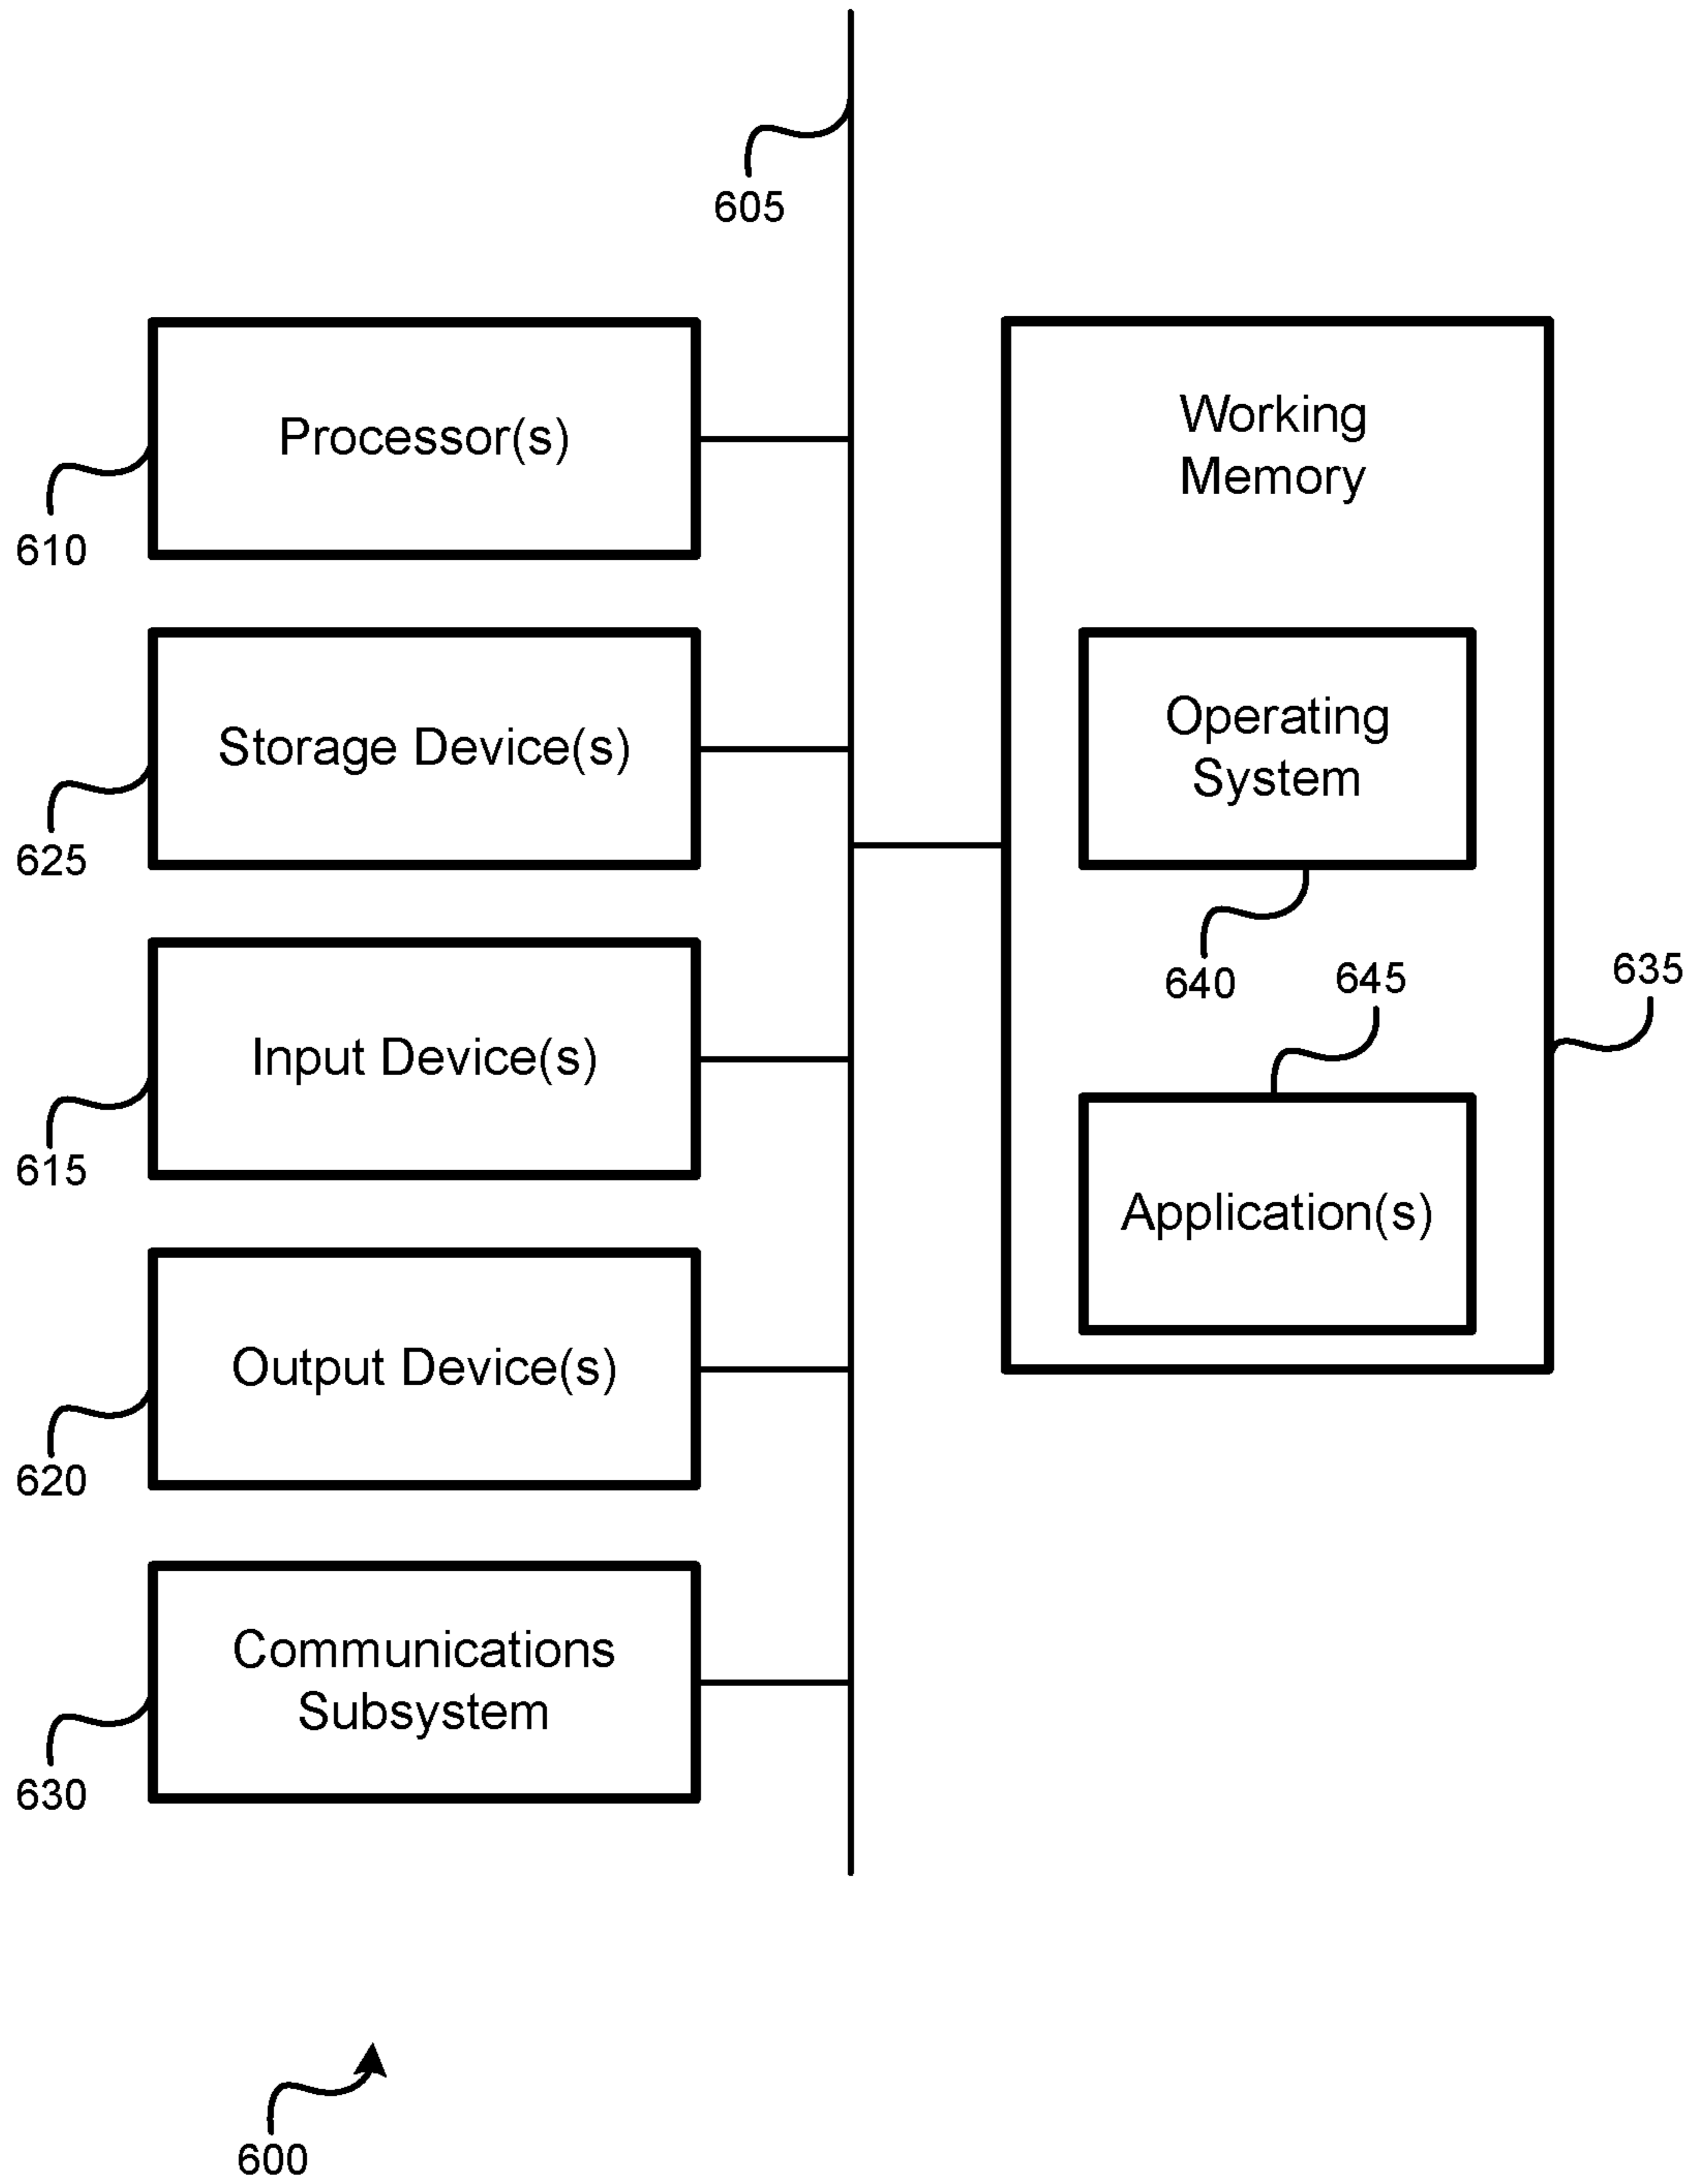 605
Processor(s)
610
Storage Device(s)
625
Input Device(s)
615
Output Device(s)
620
Communications
Subsystem
630
Working
Memory
Operating
System
640
645
635
Application(s)
600